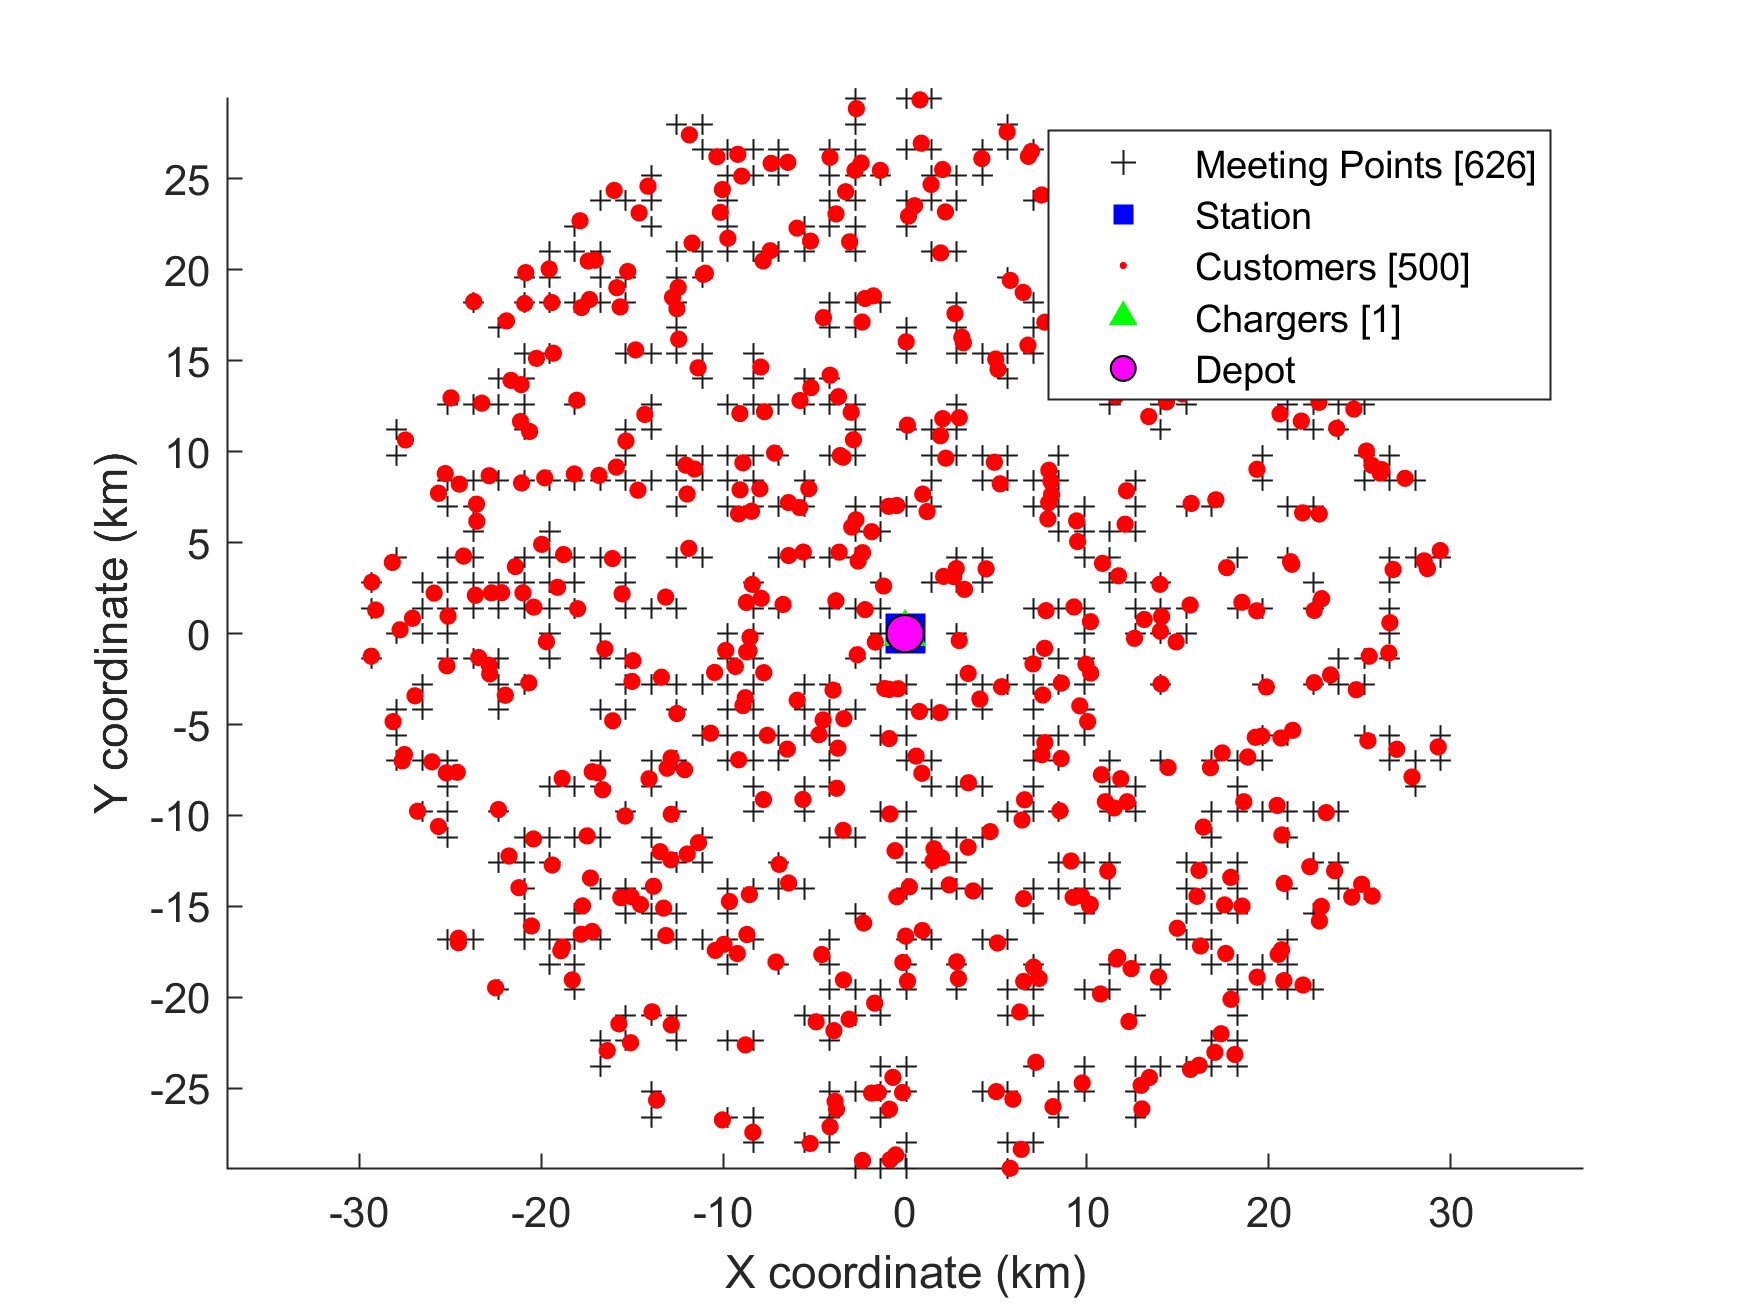 Meeting Points [626]
Station
Customers [500]
Chargers [1]
Depot
25
20
15
10
5
0
-5
-10
-15
-20
-25
Y coordinate (km)
-30 -20 -10 0 10 20 30
X coordinate (km)